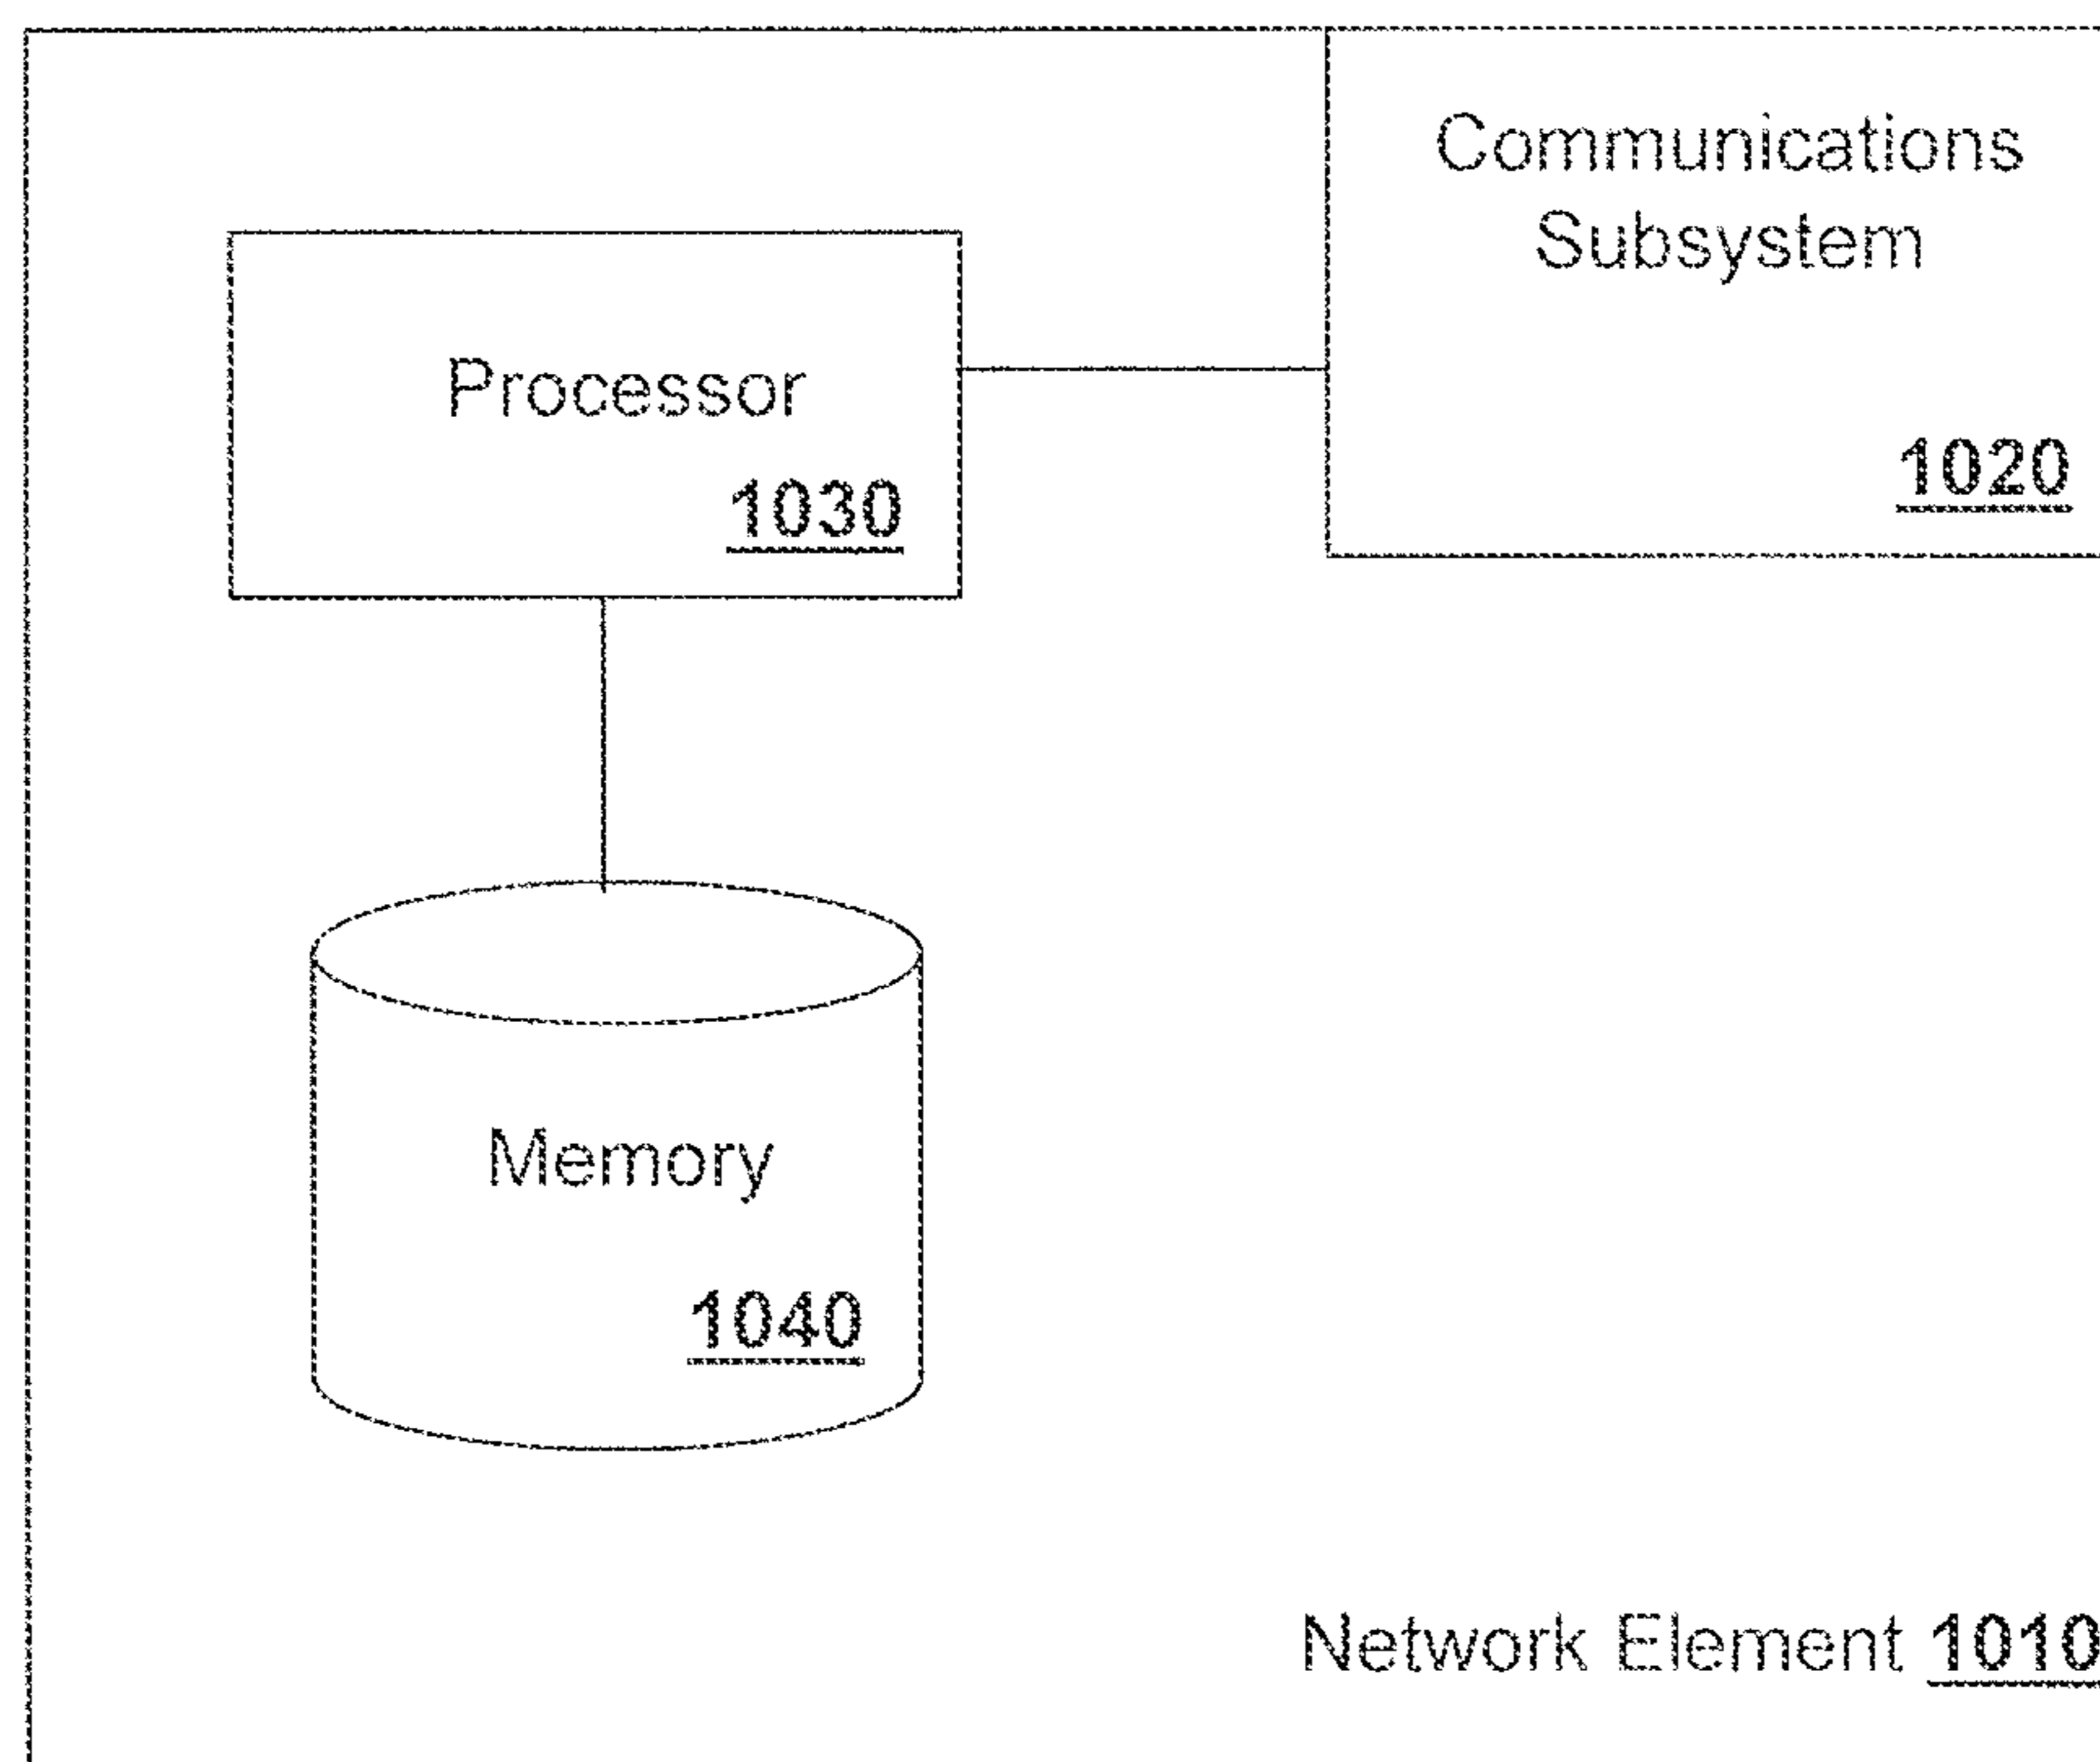 Communications
Subsystem
1020
Processor
1030
Memory
1040
Network Element 1010